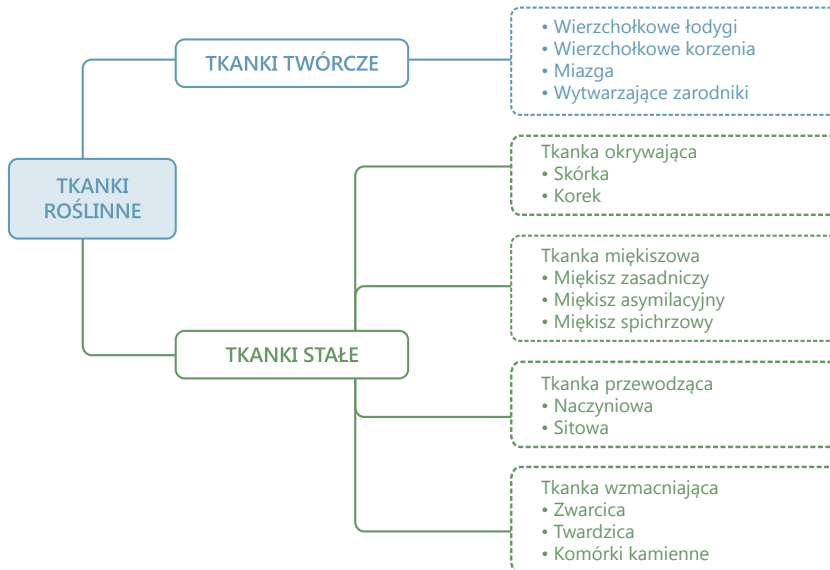 TKANKI
ROŚLINNE
TKANKI TWÓRCZE
• Wierzchołkowe łodygi
• Wierzchołkowe korzenia
• Miazga
• Wytwarzające zarodniki
TKANKI STAŁE
Tkanka okrywająca
• Skórka
• Korek
Tkanka miękiszowa
• Miękisz zasadniczy
• Miękisz asymilacyjny
• Miękisz spichrzowy
Tkanka przewodząca
• Naczyniowa
• Sitowa
Tkanka wzmacniająca
• Zwarcica
• Twardzica
• Komórki kamienne